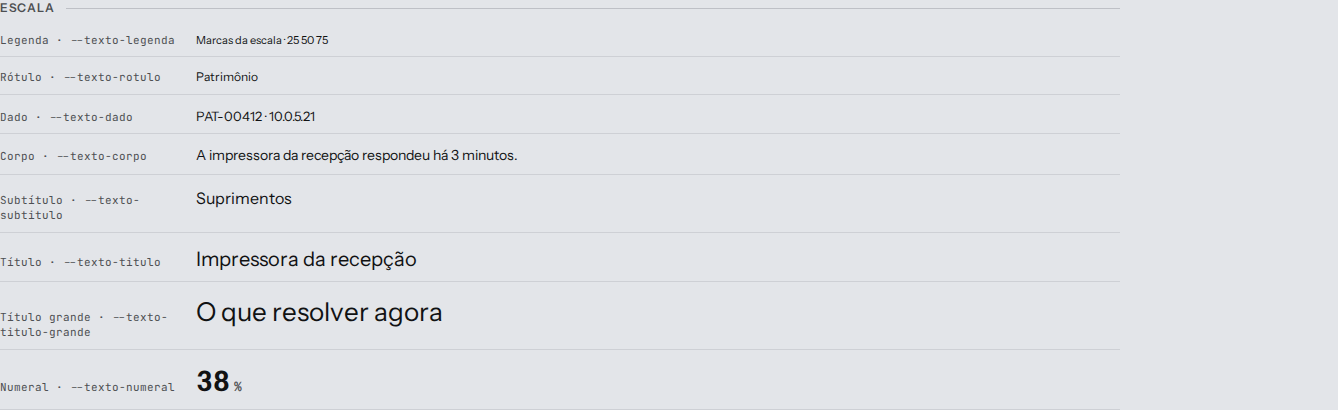 ESCALA
Legenda · --texto-legenda Marcas da escala · 25 50 75
Rótulo · --texto-rotulo Patrimônio
Dado · --texto-dado PAT-00412 · 10.0.5.21
Corpo · --texto-corpo A impressora da recepção respondeu há 3 minutos.
Subtítulo · --texto- Suprimentos
subtitulo
Título · --texto-titulo Impressora da recepção
Título grande · --texto- O que resolver agora
titulo-grande
Numeral · --texto-numeral 38 %